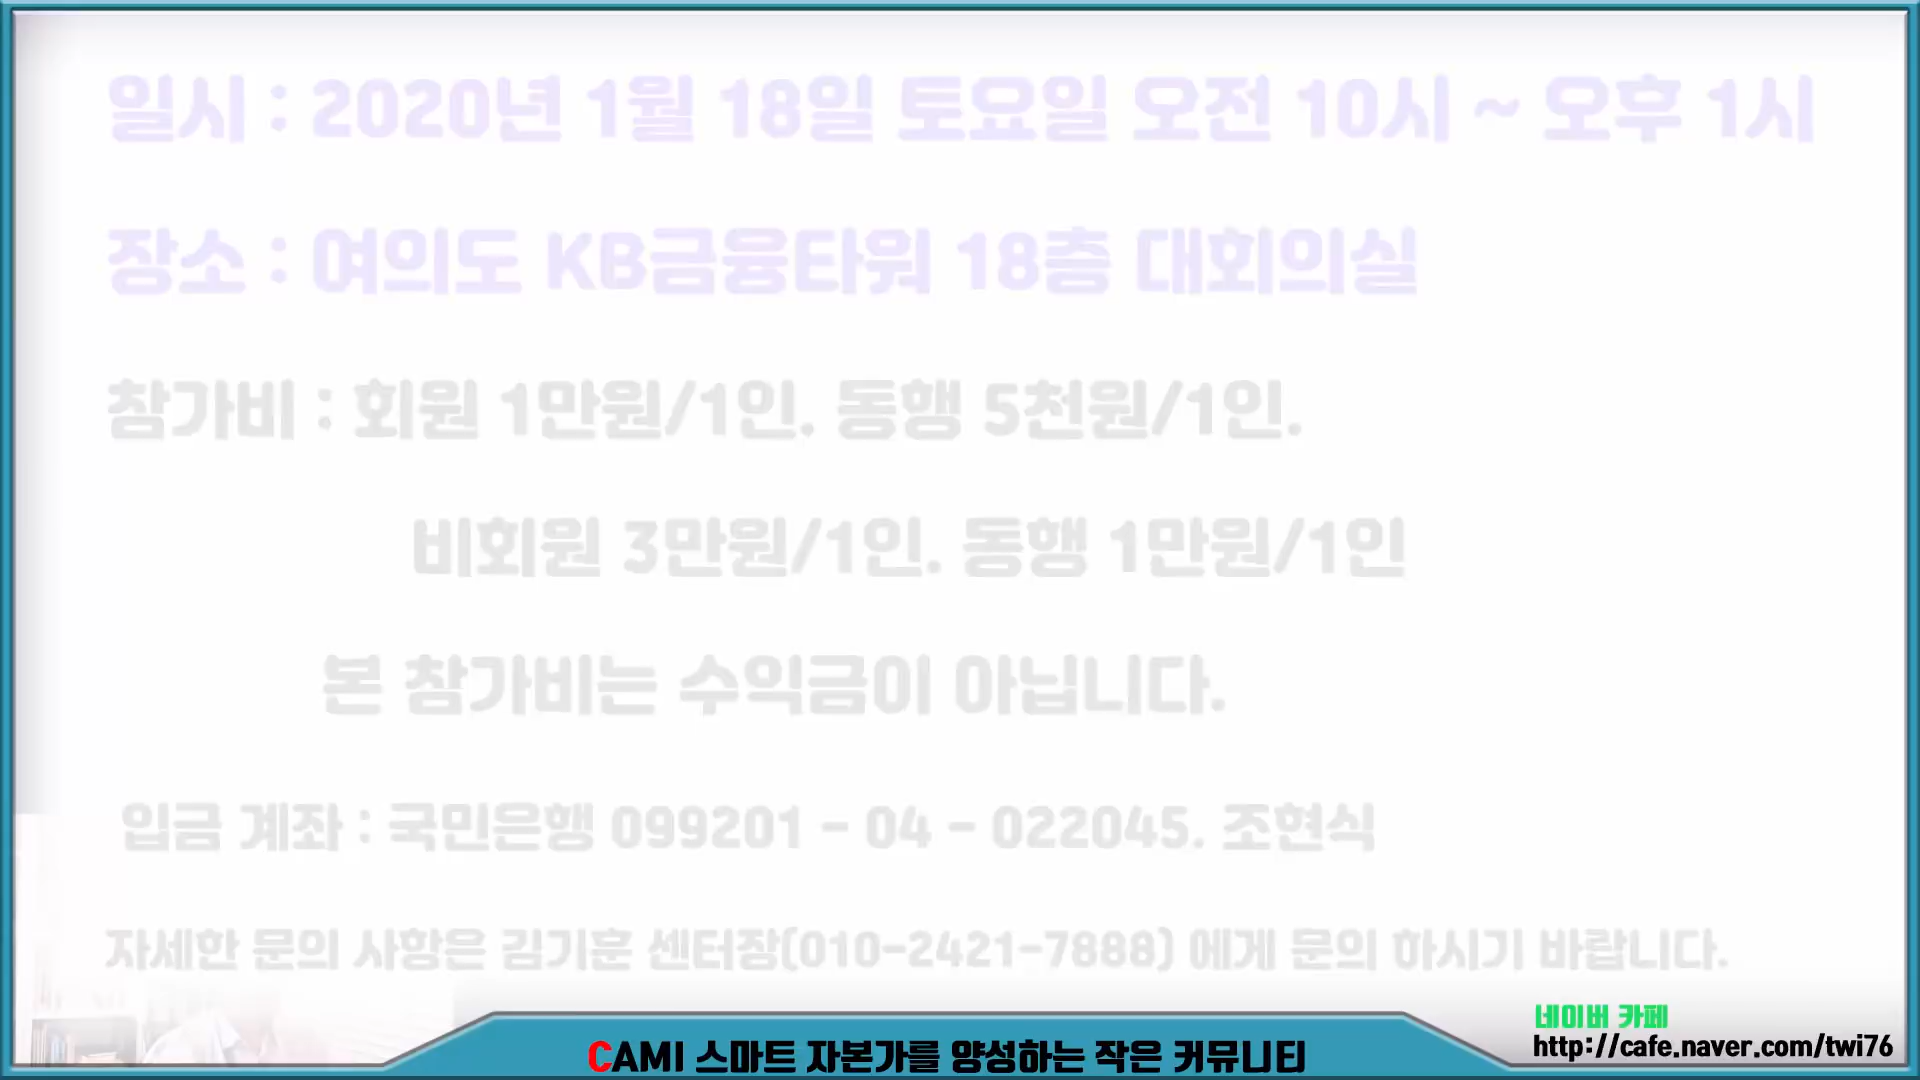 일시 : 2020년 1월 18일 토요일 오전 10시 ~ 오후 1시
장소 : 여의도 KB금융타워 18층 대회의실
참가비 : 회원 1만원/1인. 동행 5천원/1인.
비회원 3만원/1인. 동행 1만원/1인
본 참가비는 수익금이 아닙니다.
입금 계좌 : 국민은행 099201 - 04 - 022045. 조현식
자세한 문의 사항은 김기훈 센터장(010-2421-7888) 에게 문의 하시기 바랍니다.
네이버 카페
CAMI 스마트 자본가를 양성하는 작은 커뮤니티
http://cafe.naver.com/twi76